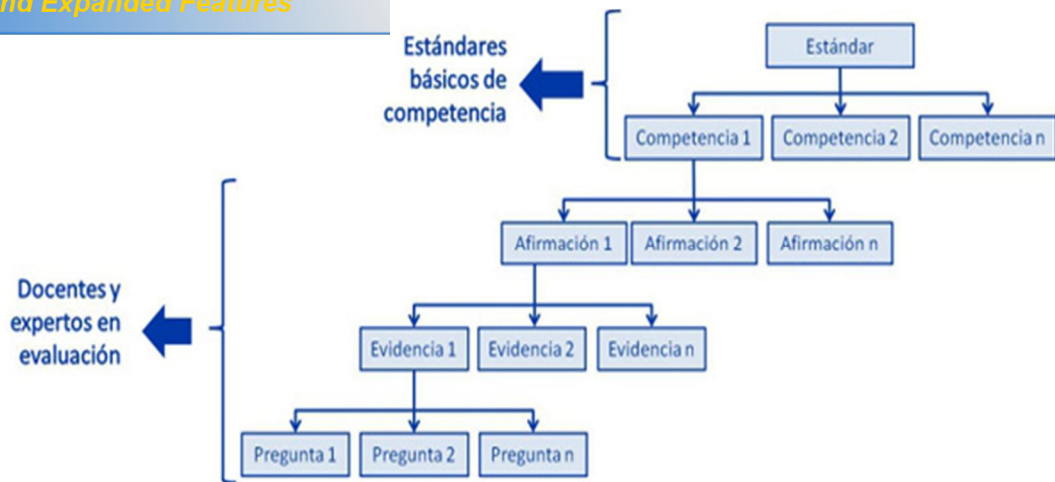 nd Expanded Features
Estándares
básicos de
competencia
Estándar
Competencia 1
Competencia 2
Competencia n
Afirmación 1
Afirmación 2
Afirmación n
Docentes y
expertos en
evaluación
Evidencia 1
Evidencia 2
Evidencia n
Pregunta 1
Pregunta 2
Pregunta n